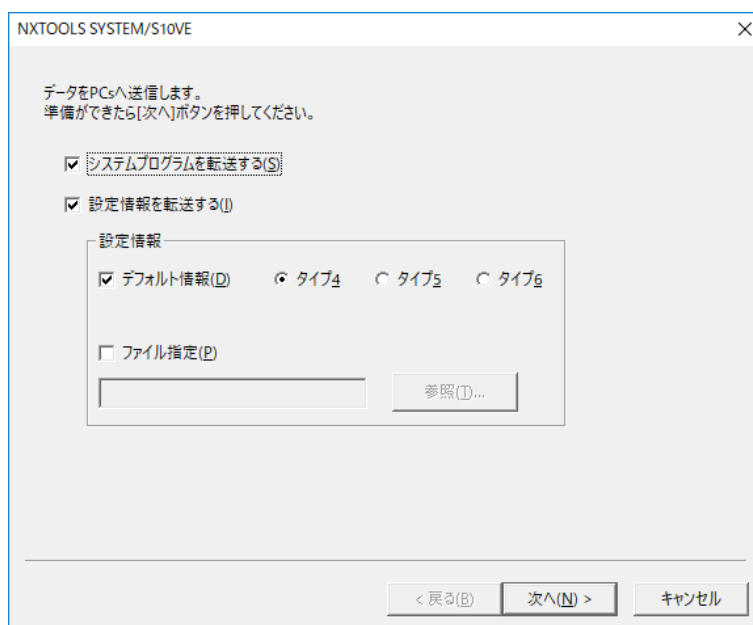 NXTOOLS SYSTEM/S10VE
データをPCsへ送信します。
準備ができたら[次へ]ボタンを押してください。
システムプログラムを転送する(S)
設定情報を転送する(I)
設定情報
デフォルト情報(D) タイプ4 タイプ5 タイプ6
ファイル指定(P)
参照(T)...
< 戻る(B) 次へ(N) > キャンセル